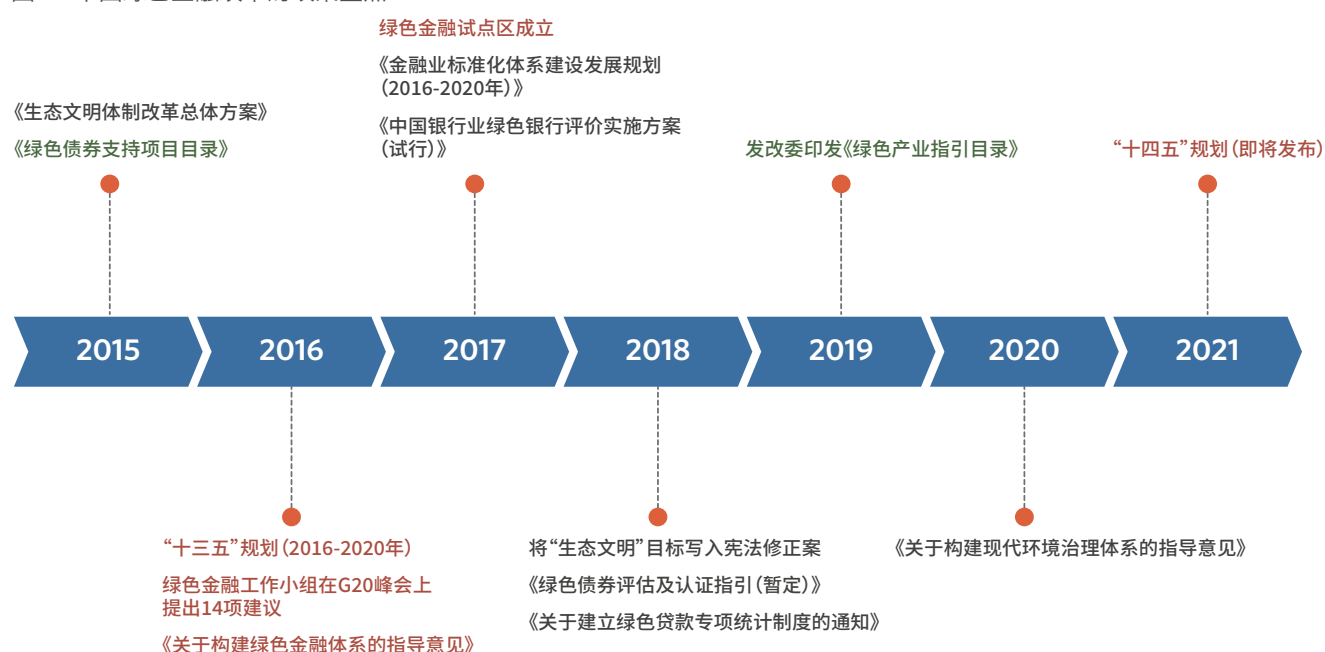 绿色金融试点区成立
《金融业标准化体系建设发展规划
（2016-2020年）》
《中国银行业绿色银行评价实施方案
（试行）》
《生态文明体制改革总体方案》
《绿色债券支持项目目录》
发改委印发《绿色产业指引目录》
“十四五”规划（即将发布）
2015
2016
2017
2018
2019
2020
2021
“十三五”规划（2016-2020年）
绿色金融工作小组在G20峰会上
提出14项建议
《关于构建绿色金融体系的指导意见》
将“生态文明”目标写入宪法修正案
《绿色债券评估及认证指引（暂定）》
《关于建立绿色贷款专项统计制度的通知》
《关于构建现代环境治理体系的指导意见》